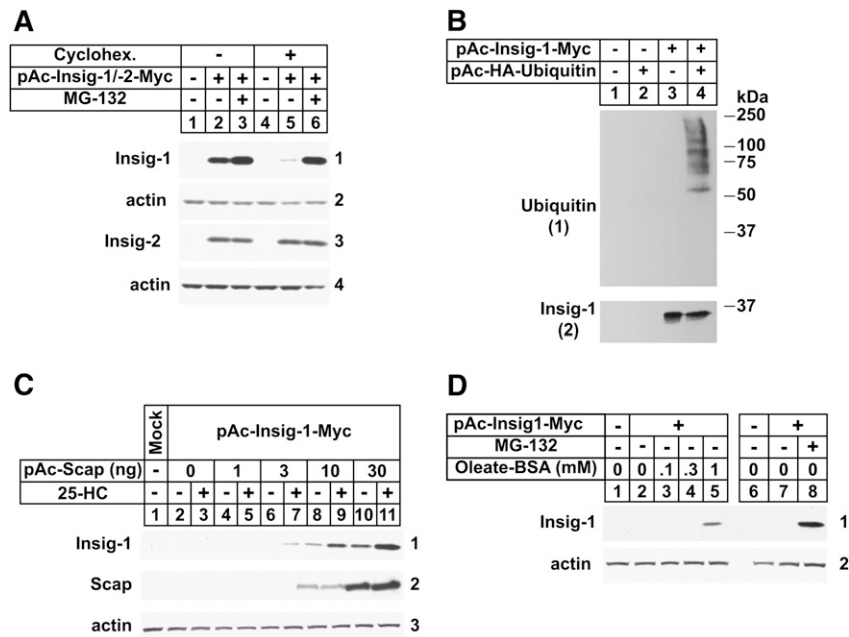 A
Cyclohex. - +
pAc-Insig-1/-2-Myc - + + - + +
MG-132 - - + - - +
1 2 3 4 5 6
Insig-1 1
actin 2
Insig-2 3
actin 4
B
pAc-Insig-1-Myc - - + +
pAc-HA-Ubiquitin - + - +
1 2 3 4
kDa
250
100
75
50
37
Ubiquitin
(1)
37
Insig-1
(2)
C
Mock
pAc-Insig-1-Myc
pAc-Scap (ng) - 0 1 3 10 30
25-HC - - + - + - + - + - +
1 2 3 4 5 6 7 8 9 10 11
Insig-1 1
Scap 2
actin 3
D
pAc-Insig1-Myc - + - +
MG-132 - - - - - - - +
Oleate-BSA (mM) 0 0 .1 .3 1 0 0 0
1 2 3 4 5 6 7 8
Insig-1 1
actin 2